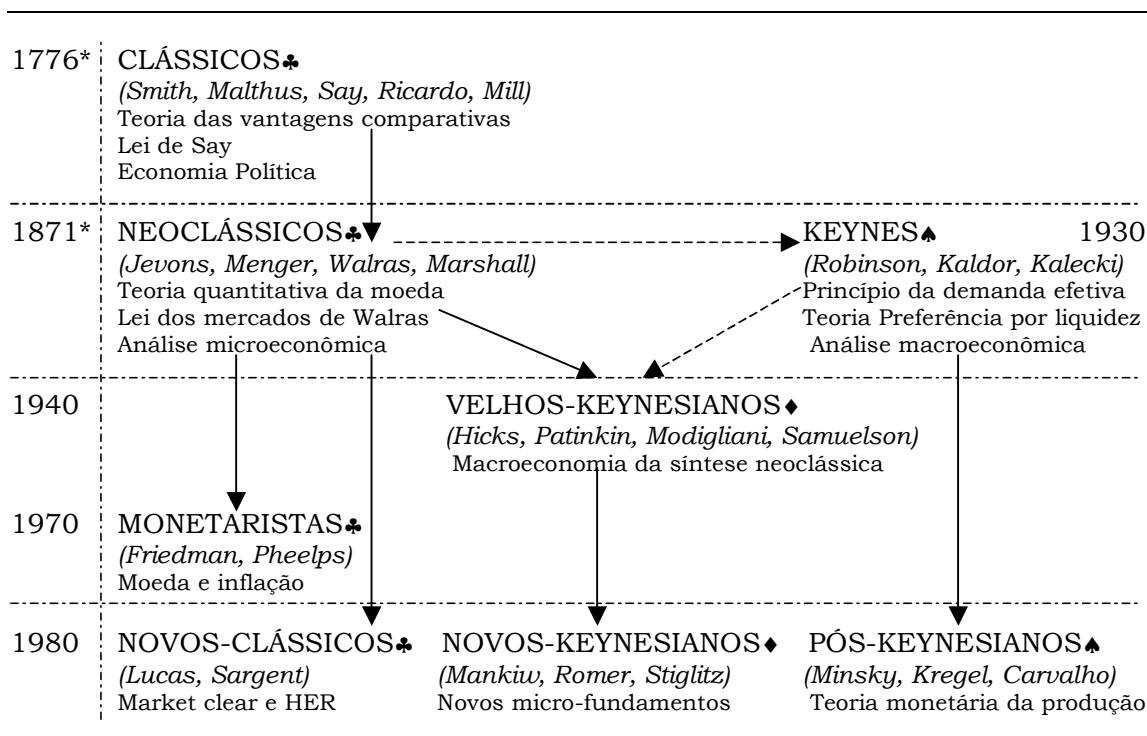 1776* CLÁSSICOS♣
(Smith, Malthus, Say, Ricardo, Mill)
Teoria das vantagens comparativas
Lei de Say
Economia Política
1871* NEOCLÁSSICOS♣
(Jevons, Menger, Walras, Marshall)
Teoria quantitativa da moeda
Lei dos mercados de Walras
Análise microeconômica
KEYNES♠ 1930
(Robinson, Kaldor, Kalecki)
Princípio da demanda efetiva
Teoria Preferência por liquidez
Análise macroeconômica
1940 VELHOS-KEYNESIANOS♦
(Hicks, Patinkin, Modigliani, Samuelson)
Macroeconomia da síntese neoclássica
1970 MONETARISTAS♣
(Friedman, Pheelps)
Moeda e inflação
1980 NOVOS-CLÁSSICOS♣
(Lucas, Sargent)
Market clear e HER
NOVOS-KEYNESIANOS♦
(Mankiw, Romer, Stiglitz)
Novos micro-fundamentos
PÓS-KEYNESIANOS♠
(Minsky, Kregel, Carvalho)
Teoria monetária da produção